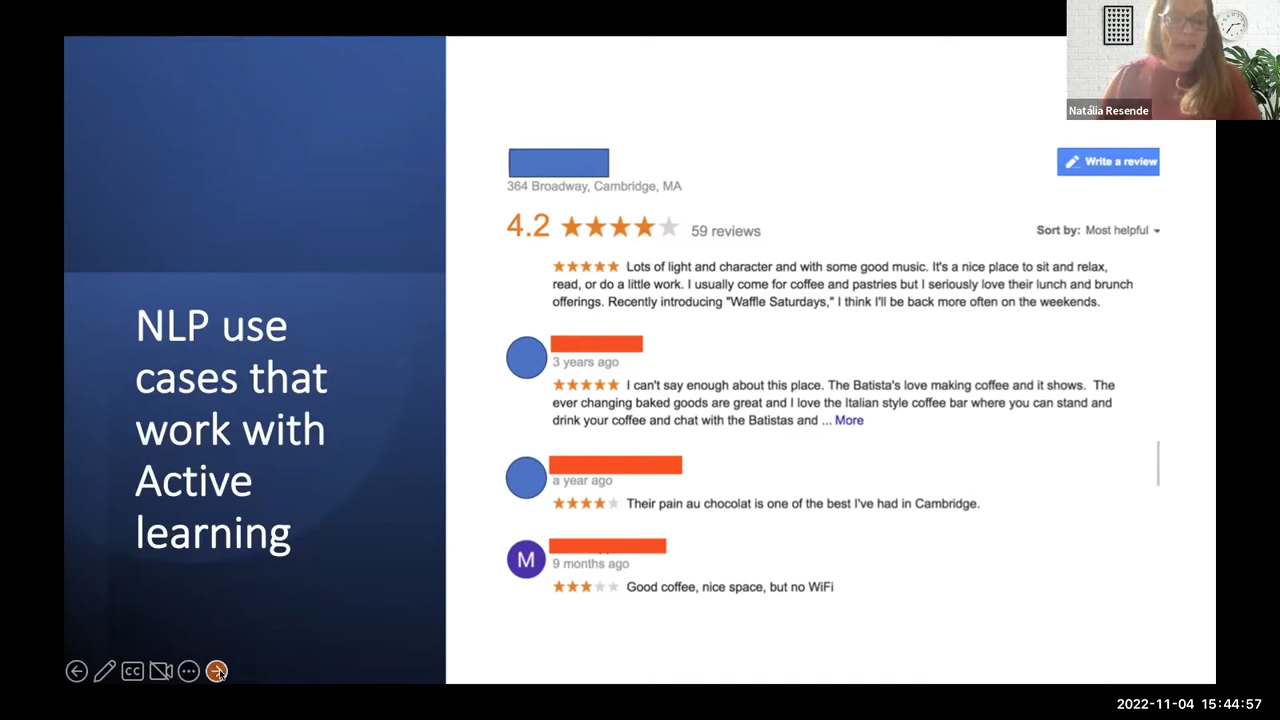 Natália Resende
NLP use
cases that
work with
Active
learning
364 Broadway, Cambridge, MA
Write a review
4.2
59 reviews
Sort by: Most helpful
Lots of light and character and with some good music. It's a nice place to sit and relax,
read, or do a little work. I usually come for coffee and pastries but I seriously love their lunch and brunch
offerings. Recently introducing "Waffle Saturdays," I think I'll be back more often on the weekends.
3 years ago
I can't say enough about this place. The Batista's love making coffee and it shows. The
ever changing baked goods are great and I love the Italian style coffee bar where you can stand and
drink your coffee and chat with the Batistas and ... More
a year ago
Their pain au chocolat is one of the best I've had in Cambridge.
M
9 months ago
Good coffee, nice space, but no WiFi
CC
2022-11-04 15:44:57